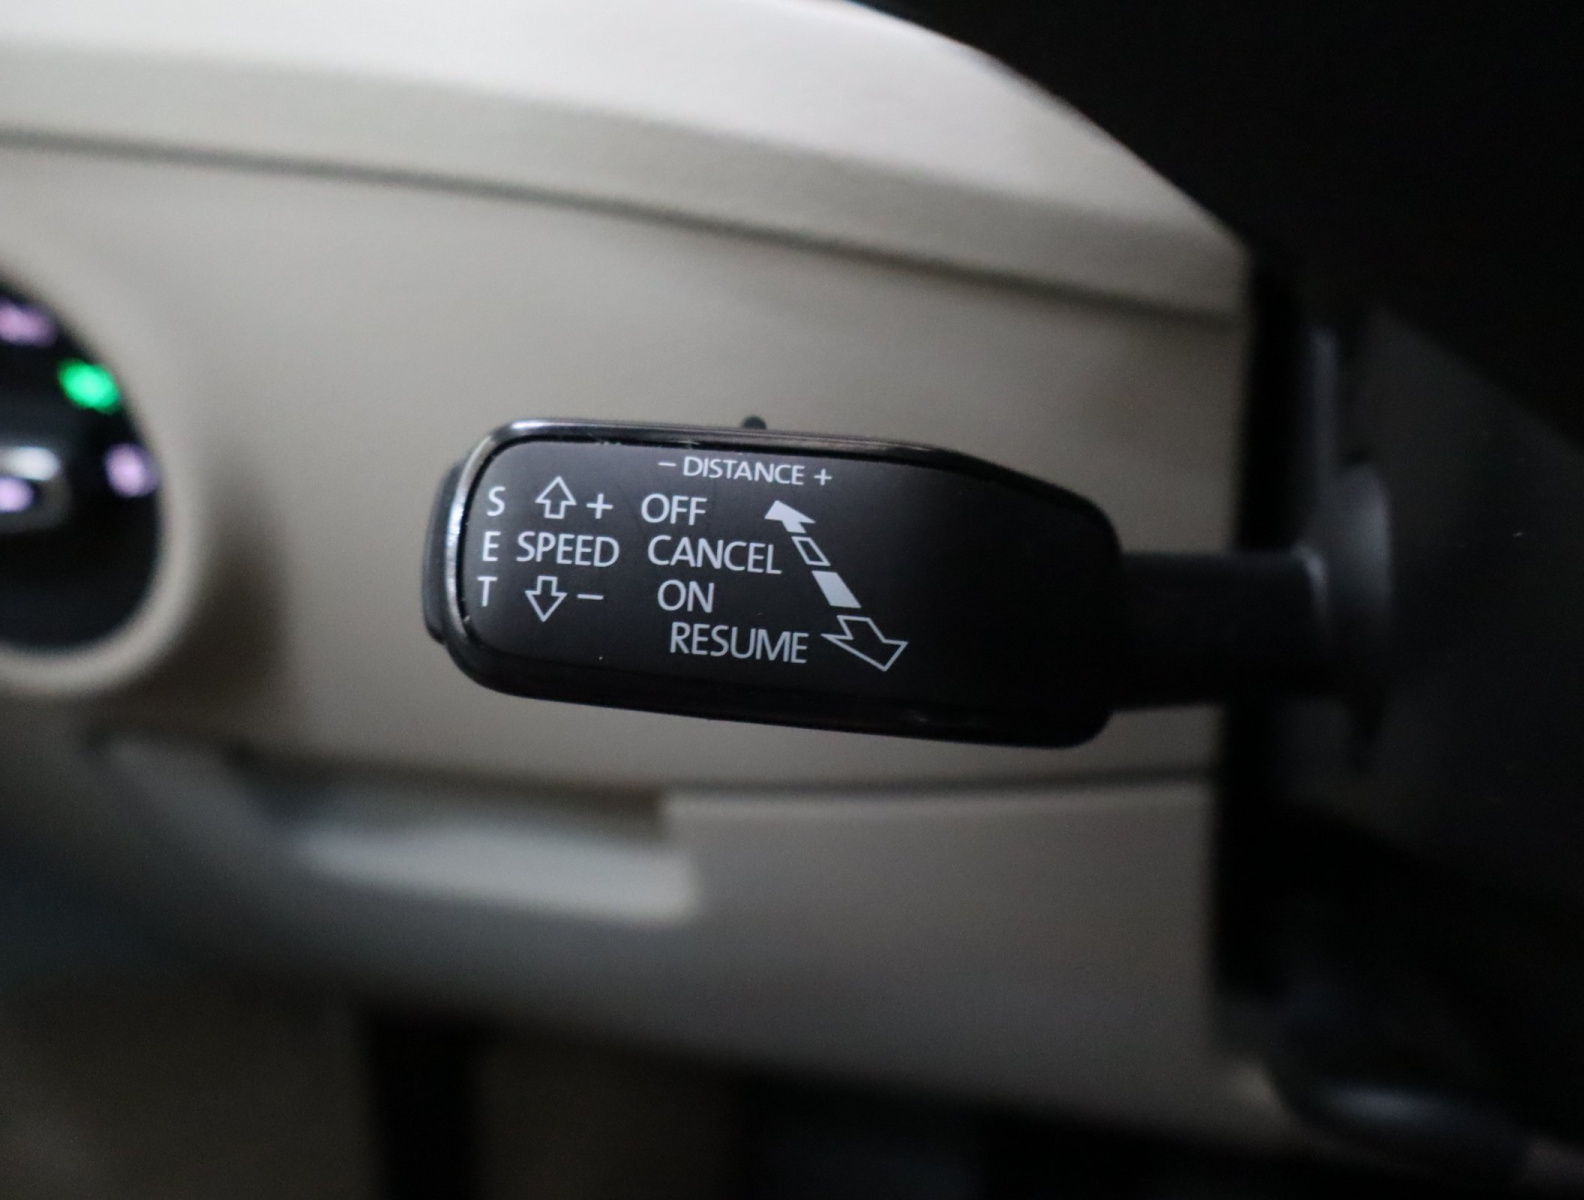 − DISTANCE +
S + OFF
E SPEED CANCEL
T − ON
RESUME